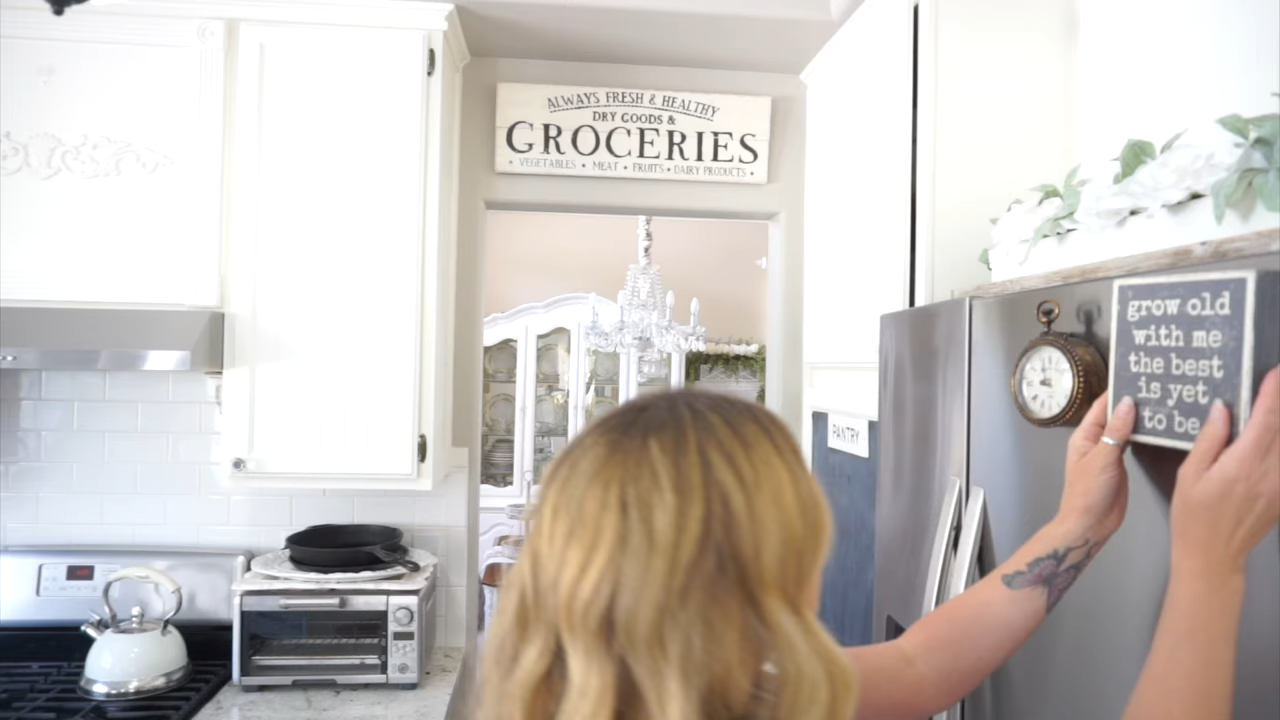 ALWAYS FRESH & HEALTHY
DRY GOODS &
GROCERIES
• VEGETABLES • MEAT • FRUITS • DAIRY PRODUCTS •
PANTRY
grow old
with me
the best
is yet
to be